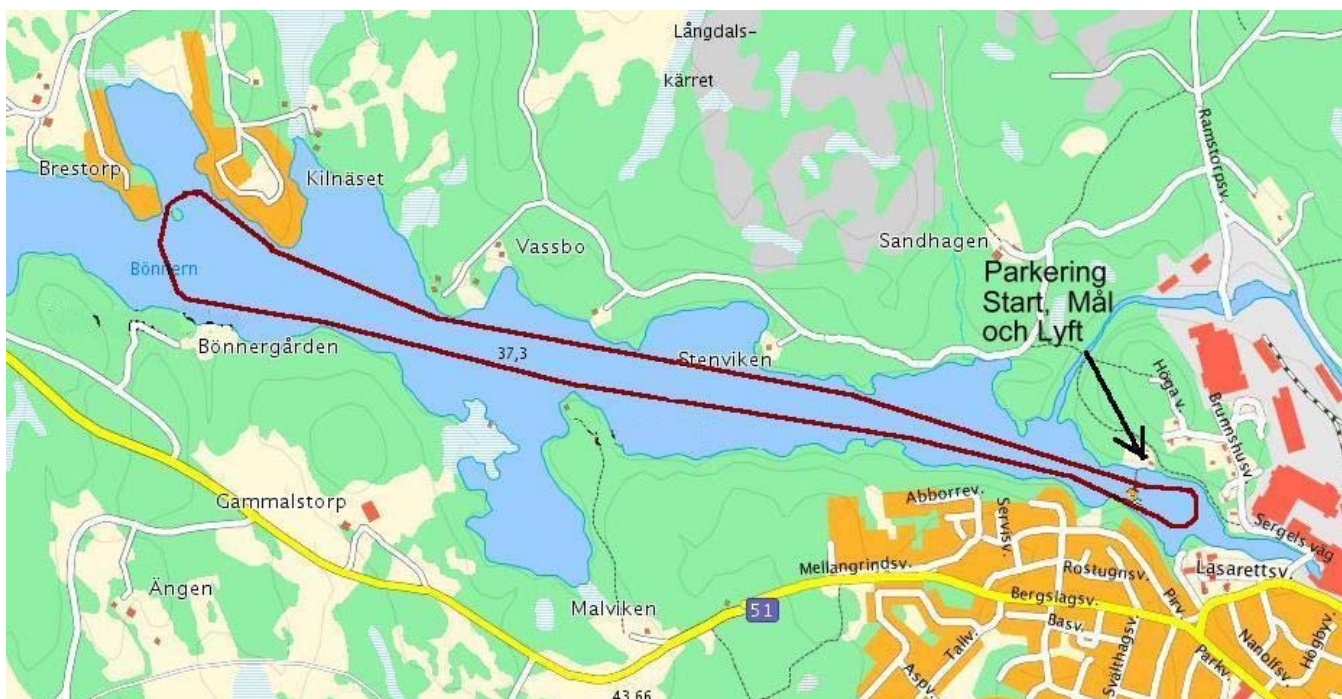 Långdals-
kärret
Ramstorpsv.
Brestorp
Kilnäset
Vassbo
Sandhagen
Bönnern
Parkering
Start, Mål
och Lyft
Bönnergården
37,3
Stenviken
Höga v.
Brunnshusv.
Gammalstorp
Abborrev.
Servisv.
Sergels väg
Mellangrindsv.
Rostugnsv.
Lasarettsv.
Ängen
Malviken
51
Bergslagsv.
Pirv.
Basv.
Tallv.
Svalthagsv.
Nanolfsv.
Högbyv.
Parkv.
Aspv.
43,66